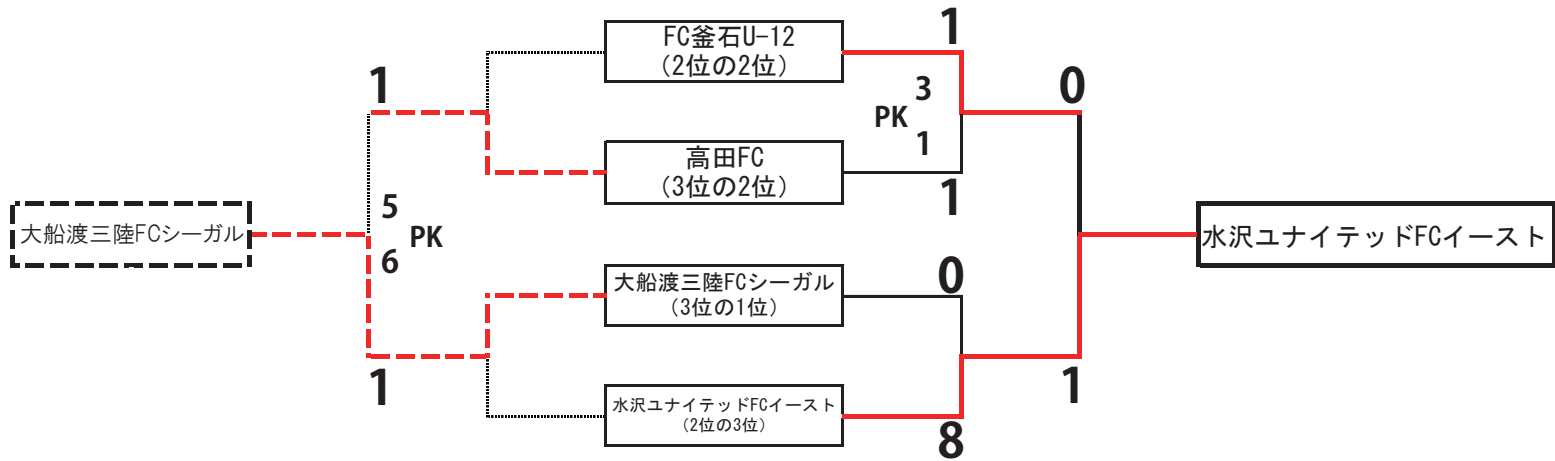 FC釜石U-12
(2位の2位)
1
1
3
0
PK
1
高田FC
(3位の2位)
1
5
大船渡三陸FCシーガル
PK
水沢ユナイテッドFCイースト
6
大船渡三陸FCシーガル
(3位の1位)
0
1
1
水沢ユナイテッドFCイースト
(2位の3位)
8